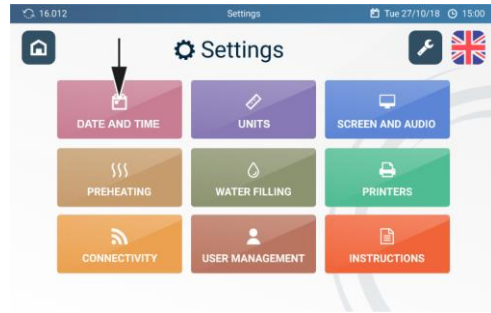 16.012 Settings Tue 27/10/18 15:00
Settings
DATE AND TIME UNITS SCREEN AND AUDIO
PREHEATING WATER FILLING PRINTERS
CONNECTIVITY USER MANAGEMENT INSTRUCTIONS